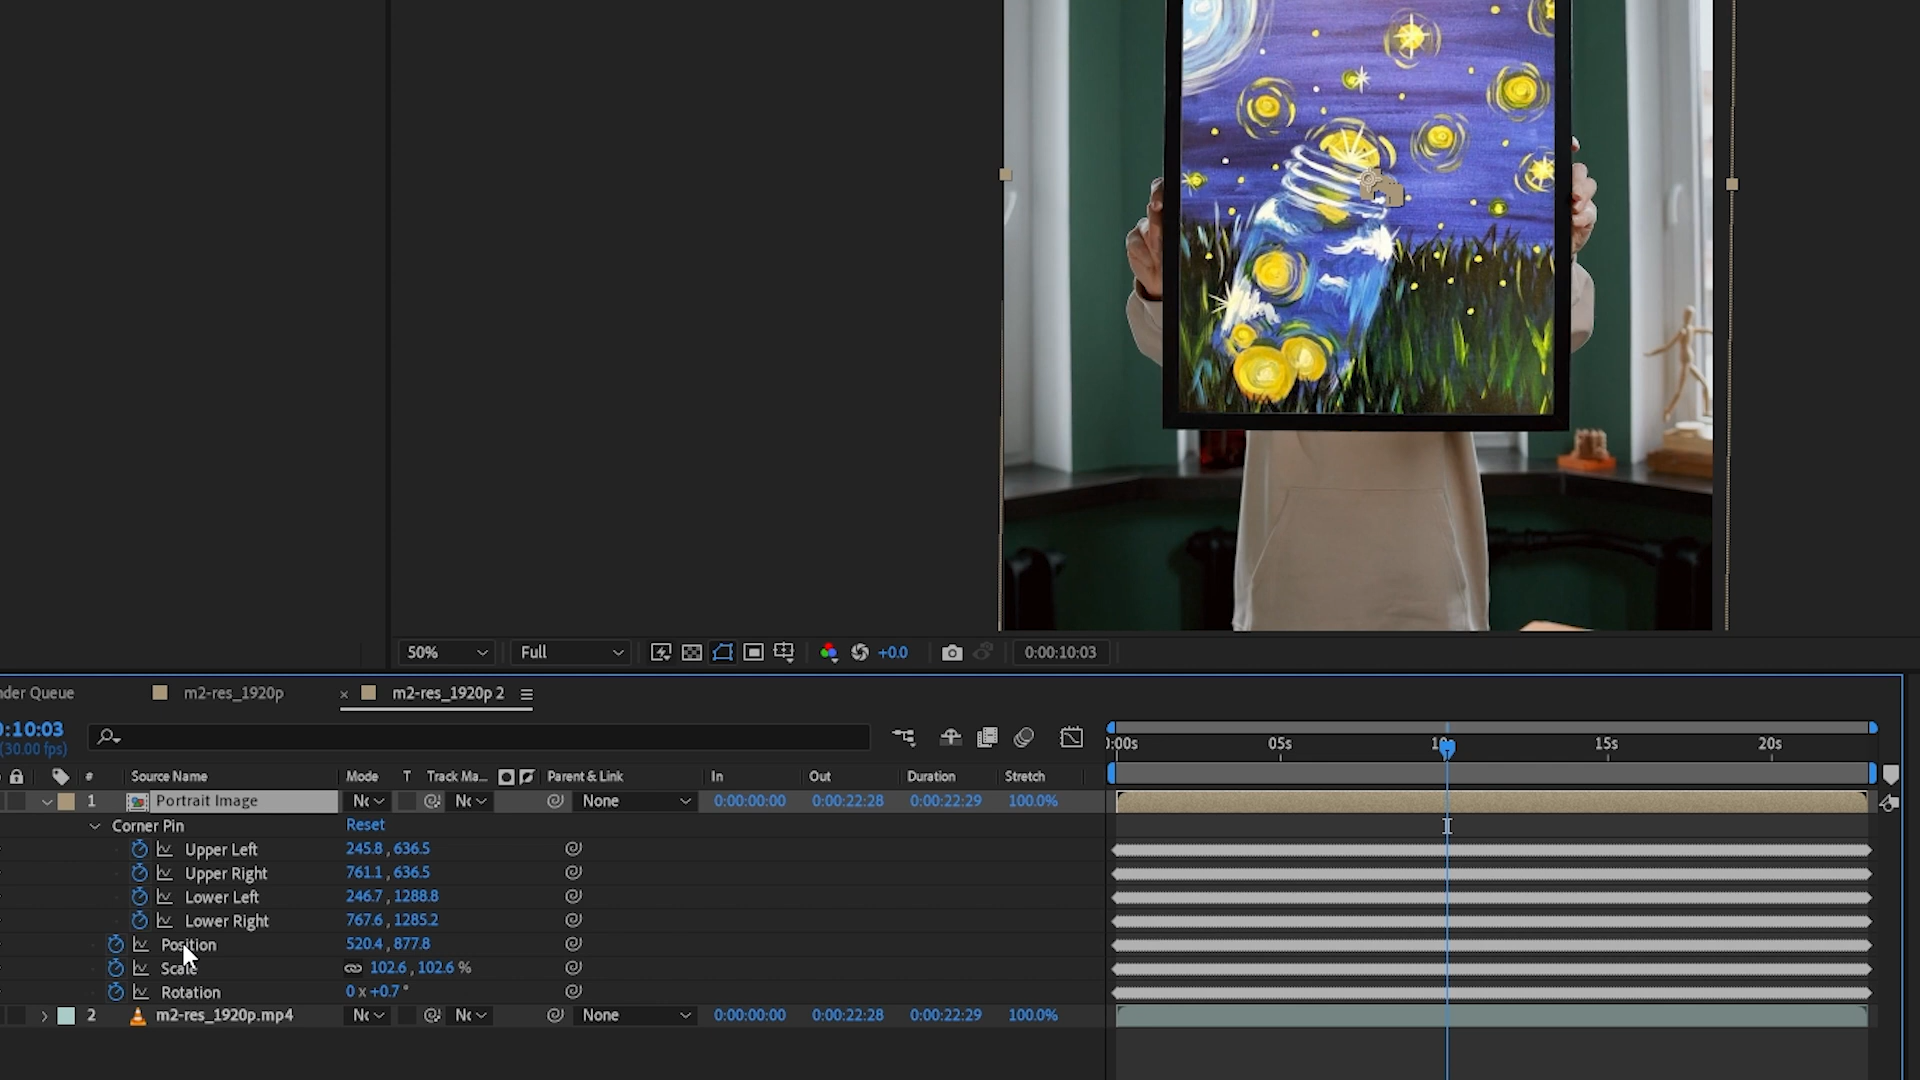 50% Full +0.0 0:00:10:03
der Queue m2-res_1920p × m2-res_1920p 2
:10:03
(30.00 fps)
:00s 05s 15s 20s
# Source Name Mode T Track Ma... Parent & Link In Out Duration Stretch
1 Portrait Image None 0:00:00:00 0:00:22:28 0:00:22:29 100.0%
Corner Pin Reset
Upper Left 245.8 , 636.5
Upper Right 761.1 , 636.5
Lower Left 246.7 , 1288.8
Lower Right 767.6 , 1285.2
Position 520.4 , 877.8
Scale 102.6 , 102.6 %
Rotation 0 x +0.7 °
2 m2-res_1920p.mp4 None 0:00:00:00 0:00:22:28 0:00:22:29 100.0%